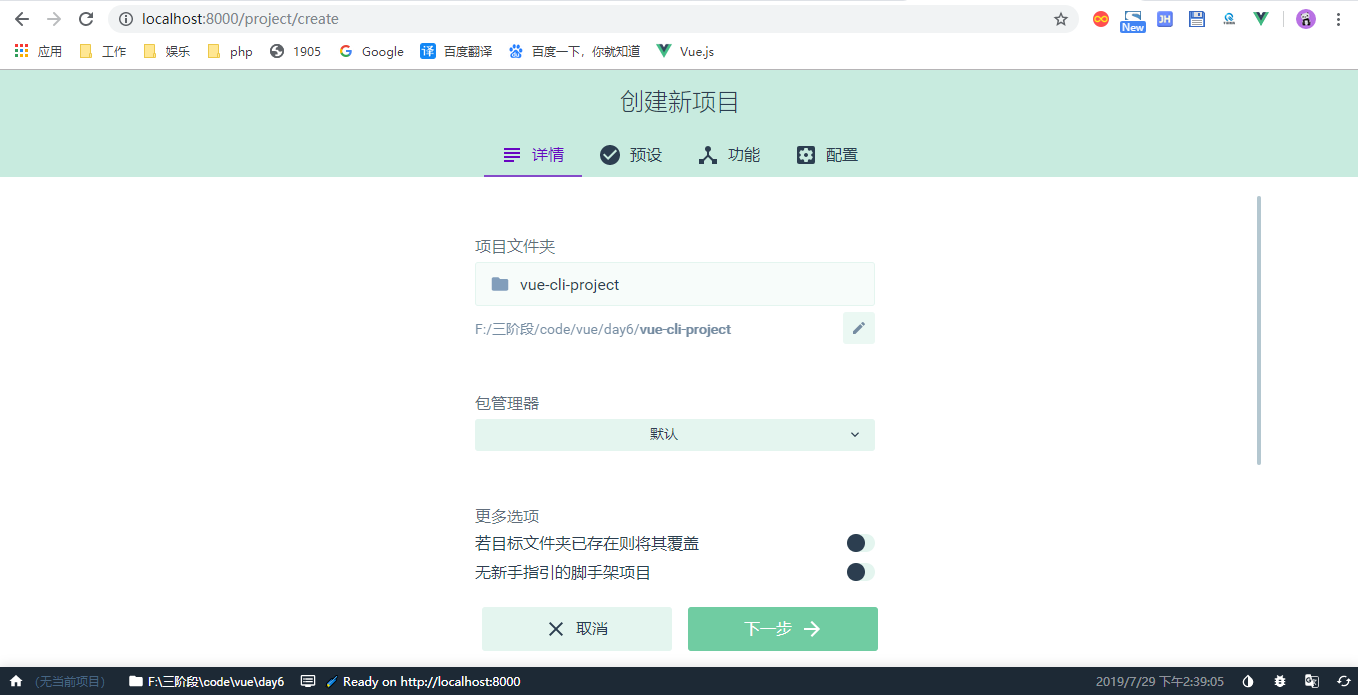 localhost:8000/project/create
New
JH
应用 工作 娱乐 php 1905 Google 译 百度翻译 百度一下，你就知道 Vue.js
创建新项目
详情 预设 功能 配置
项目文件夹
vue-cli-project
F:/三阶段/code/vue/day6/vue-cli-project
包管理器
默认
更多选项
若目标文件夹已存在则将其覆盖
无新手指引的脚手架项目
取消 下一步
(无当前项目) F:\三阶段\code\vue\day6 Ready on http://localhost:8000 2019/7/29 下午2:39:05